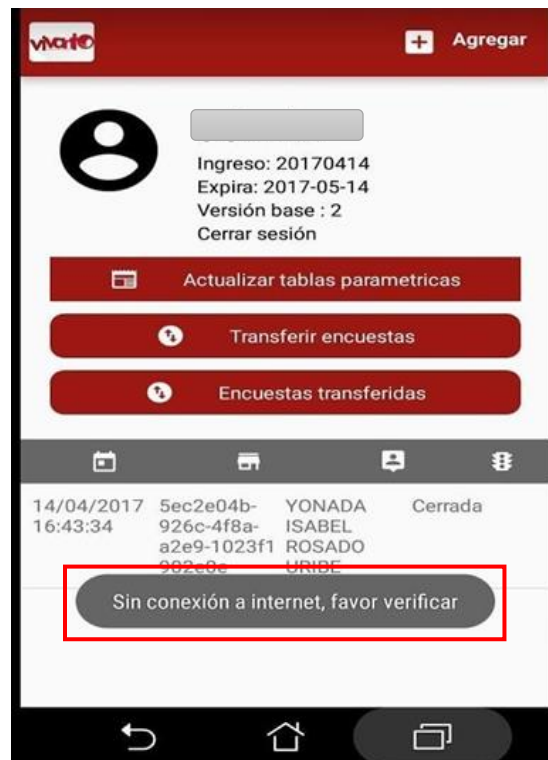 vivanto
Agregar
Ingreso: 20170414
Expira: 2017-05-14
Versión base : 2
Cerrar sesión
Actualizar tablas parametricas
Transferir encuestas
Encuestas transferidas
14/04/2017 5ec2e04b- YONADA Cerrada
16:43:34 926c-4f8a- ISABEL
a2e9-1023f1 ROSADO
URIBE
Sin conexión a internet, favor verificar